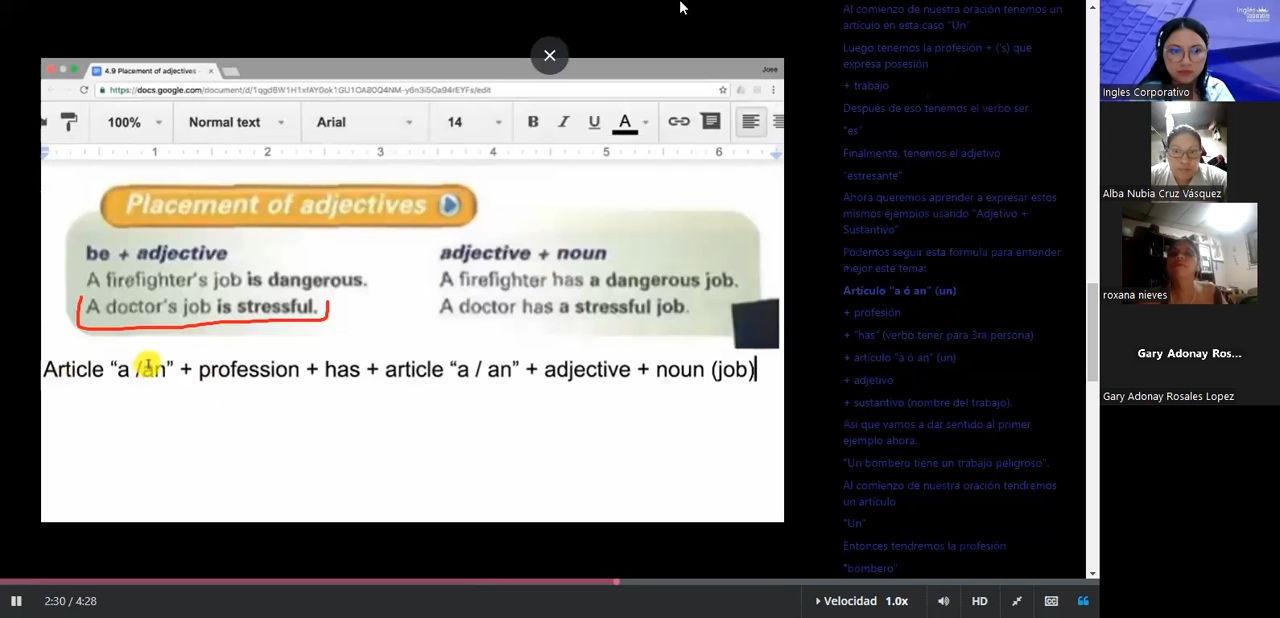 4.9 Placement of adjectives -
Jose
https://docs.google.com/document/d/1qgdBW1H1xfAY0ok1GU1OA80Q4NM-y6n3i5Oa94rEYFs/edit
100%
Normal text
Arial
14
B I U A
1 2 3 4 5 6
Placement of adjectives
be + adjective
A firefighter's job is dangerous.
A doctor's job is stressful.
adjective + noun
A firefighter has a dangerous job.
A doctor has a stressful job.
Article “a /an” + profession + has + article “a / an” + adjective + noun (job)
2:30 / 4:28
Velocidad 1.0x
HD
CC
Al comienzo de nuestra oración tenemos un
artículo en esta caso "Un"
Luego tenemos la profesión + ('s) que
expresa posesión
+ trabajo
Después de eso tenemos el verbo ser
"es"
Finalmente, tenemos el adjetivo
"estresante"
Ahora queremos aprender a expresar estos
mismos ejemplos usando "Adjetivo +
Sustantivo"
Podemos seguir esta fórmula para entender
mejor este tema:
Artículo "a ó an" (un)
+ profesión
+ "has" (verbo tener para 3ra persona)
+ artículo "a ó an" (un)
+ adjetivo
+ sustantivo (nombre del trabajo).
Así que vamos a dar sentido al primer
ejemplo ahora.
"Un bombero tiene un trabajo peligroso".
Al comienzo de nuestra oración tendremos
un artículo
"Un"
Entonces tendremos la profesión
"bombero"
Ingles Corporativo
Alba Nubia Cruz Vásquez
roxana nieves
Gary Adonay Ros...
Gary Adonay Rosales Lopez